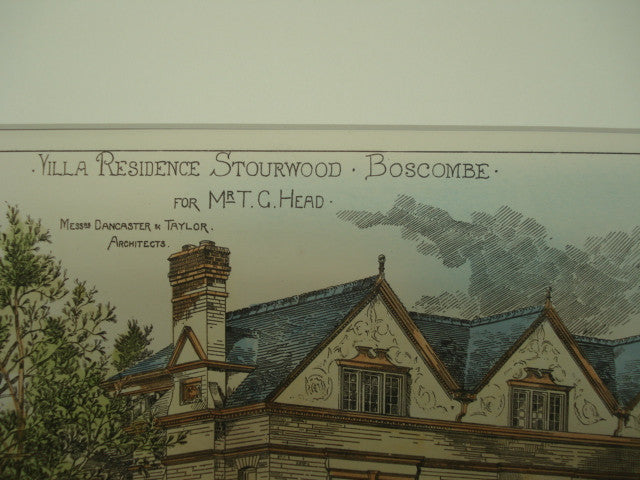 · Villa Residence Stourwood · Boscombe ·
for Mr T. G. Head ·
Messrs Dancaster & Taylor.
Architects.